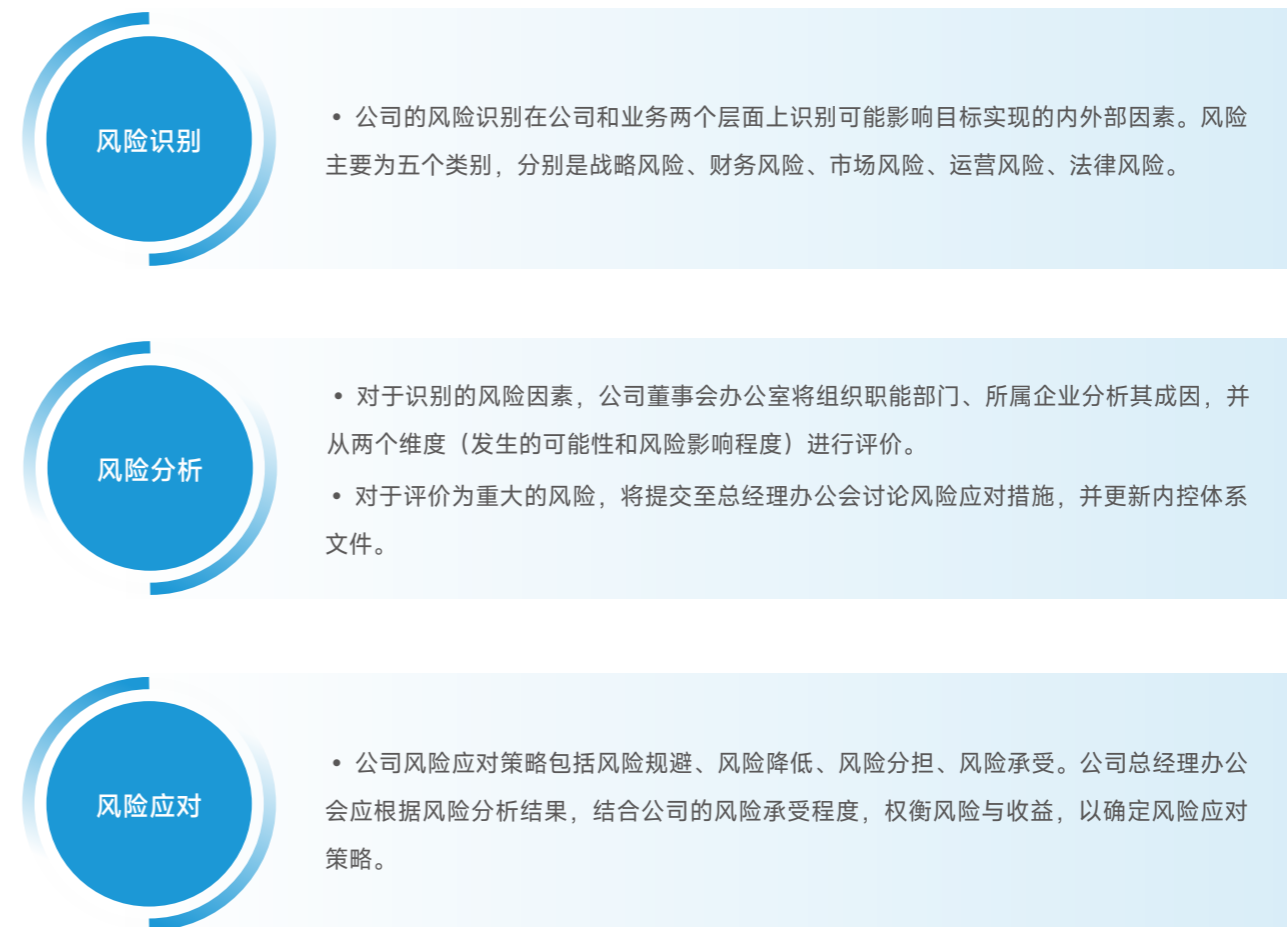 风险识别
• 公司的风险识别在公司和业务两个层面上识别可能影响目标实现的内外部因素。风险
主要为五个类别，分别是战略风险、财务风险、市场风险、运营风险、法律风险。
风险分析
• 对于识别的风险因素，公司董事会办公室将组织职能部门、所属企业分析其成因，并
从两个维度（发生的可能性和风险影响程度）进行评价。
• 对于评价为重大的风险，将提交至总经理办公会讨论风险应对措施，并更新内控体系
文件。
风险应对
• 公司风险应对策略包括风险规避、风险降低、风险分担、风险承受。公司总经理办公
会应根据风险分析结果，结合公司的风险承受程度，权衡风险与收益，以确定风险应对
策略。